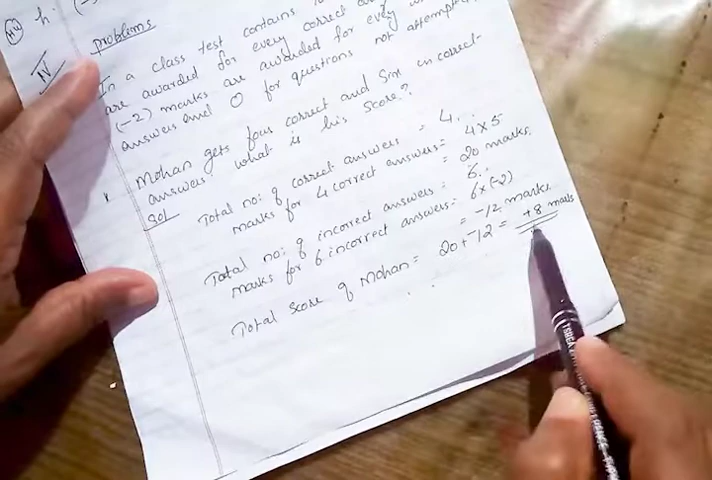 h.
problems
IV
In a class test contains
are awarded for every correct
(-2) marks are awarded for every
answers and 0 for questions not attempted
Mohan gets four correct and Six in correct-
answers what is his score?
Sol
Total no: of correct answers = 4.
marks for 4 correct answers = 4×5
= 20 marks.
Total no: of incorrect answers = 6.
marks for 6 incorrect answers = 6×(-2)
= -12 marks.
Total score of Mohan = 20 + -12 = +8 marks